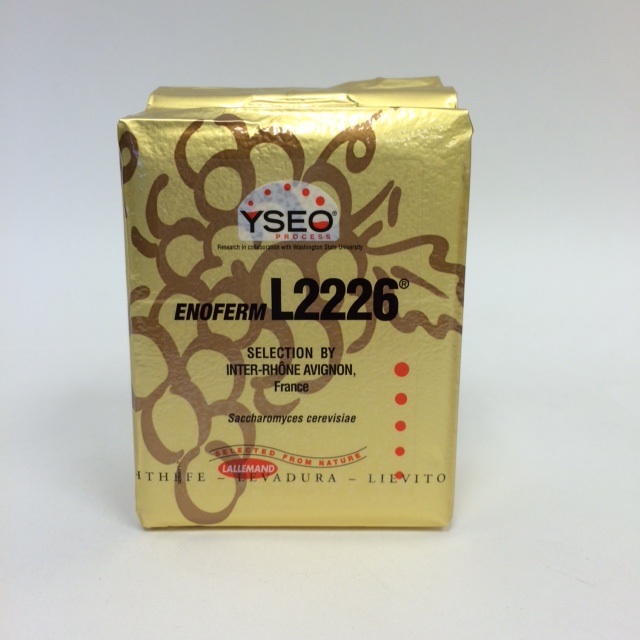 YSEO®
PROCESS
Research in collaboration with Washington State University
ENOFERM L2226®
SELECTION BY
INTER-RHÔNE AVIGNON,
France
Saccharomyces cerevisiae
SELECTED FROM NATURE
LALLEMAND
THEFE – LEVADURA – LIEVITO